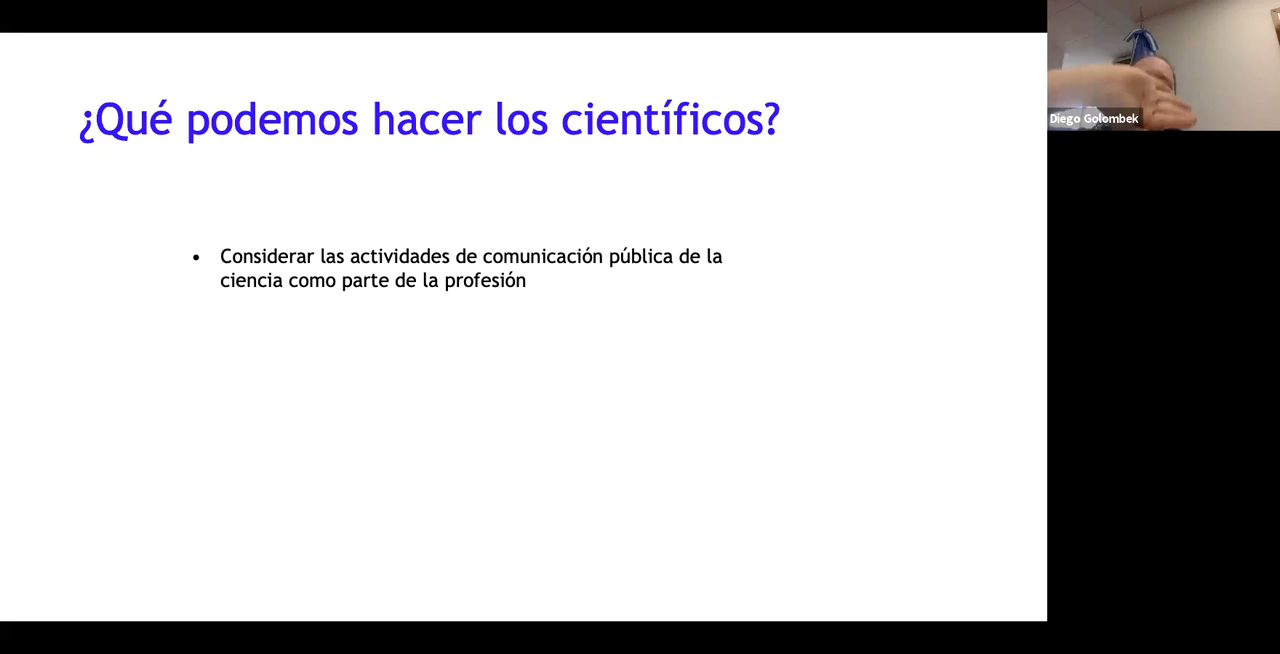 ¿Qué podemos hacer los científicos?
• Considerar las actividades de comunicación pública de la
ciencia como parte de la profesión
Diego Golombek